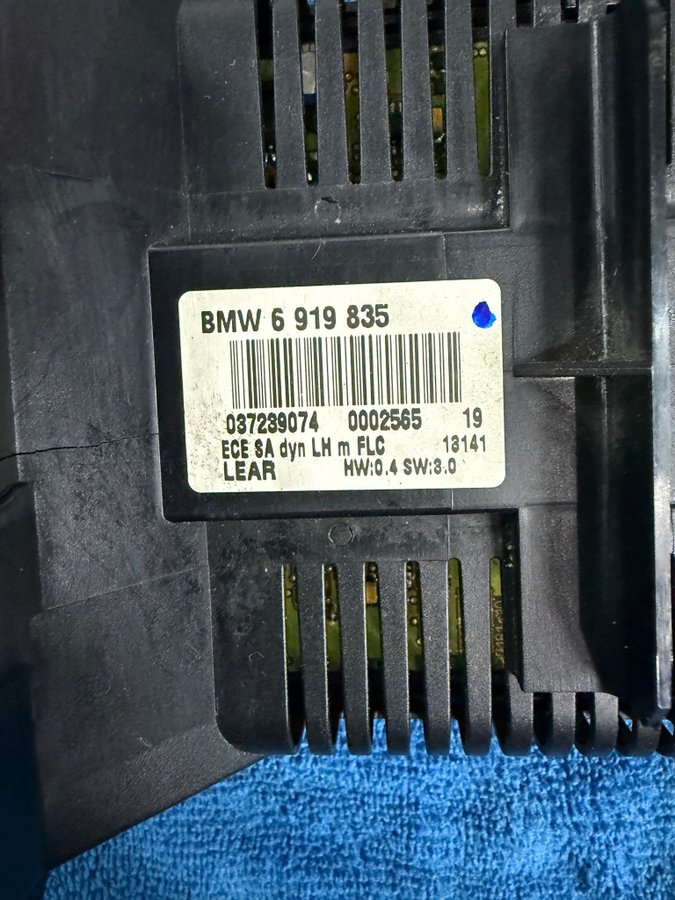 BMW 6 919 835
037239074 0002565 19
ECE SA dyn LH m FLC 13141
LEAR HW:0.4 SW:3.0